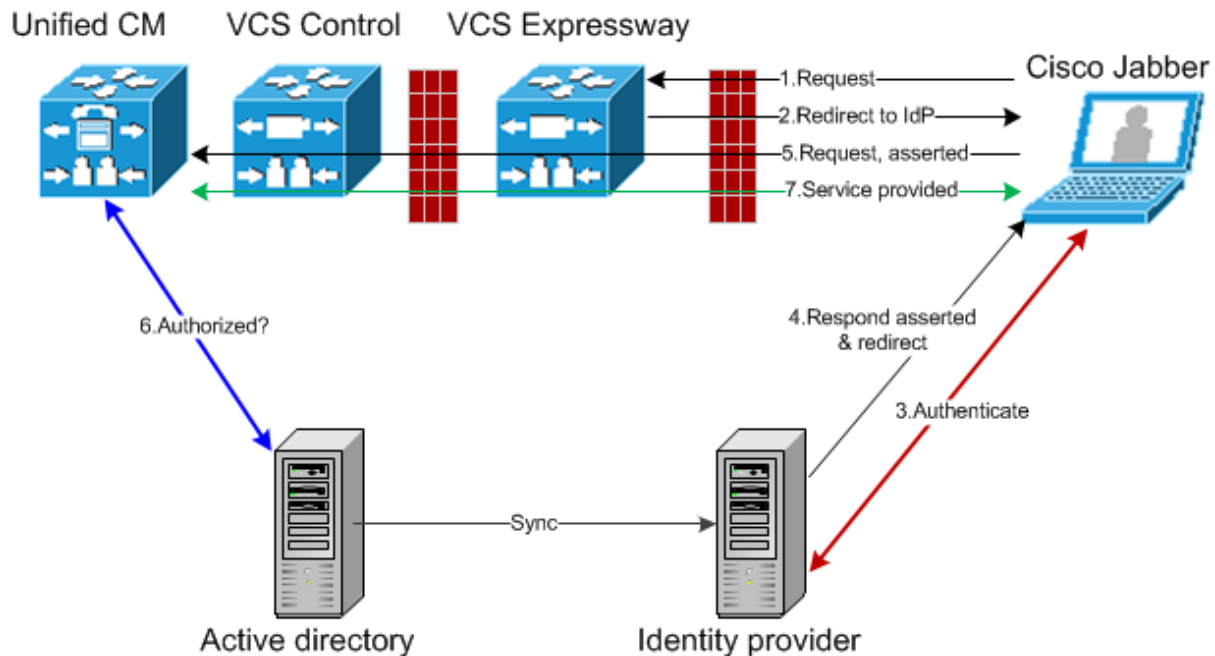 Unified CM
VCS Control
VCS Expressway
Cisco Jabber
1.Request
2.Redirect to IdP
5.Request, asserted
7.Service provided
6.Authorized?
4.Respond asserted
& redirect
3.Authenticate
Sync
Active directory
Identity provider